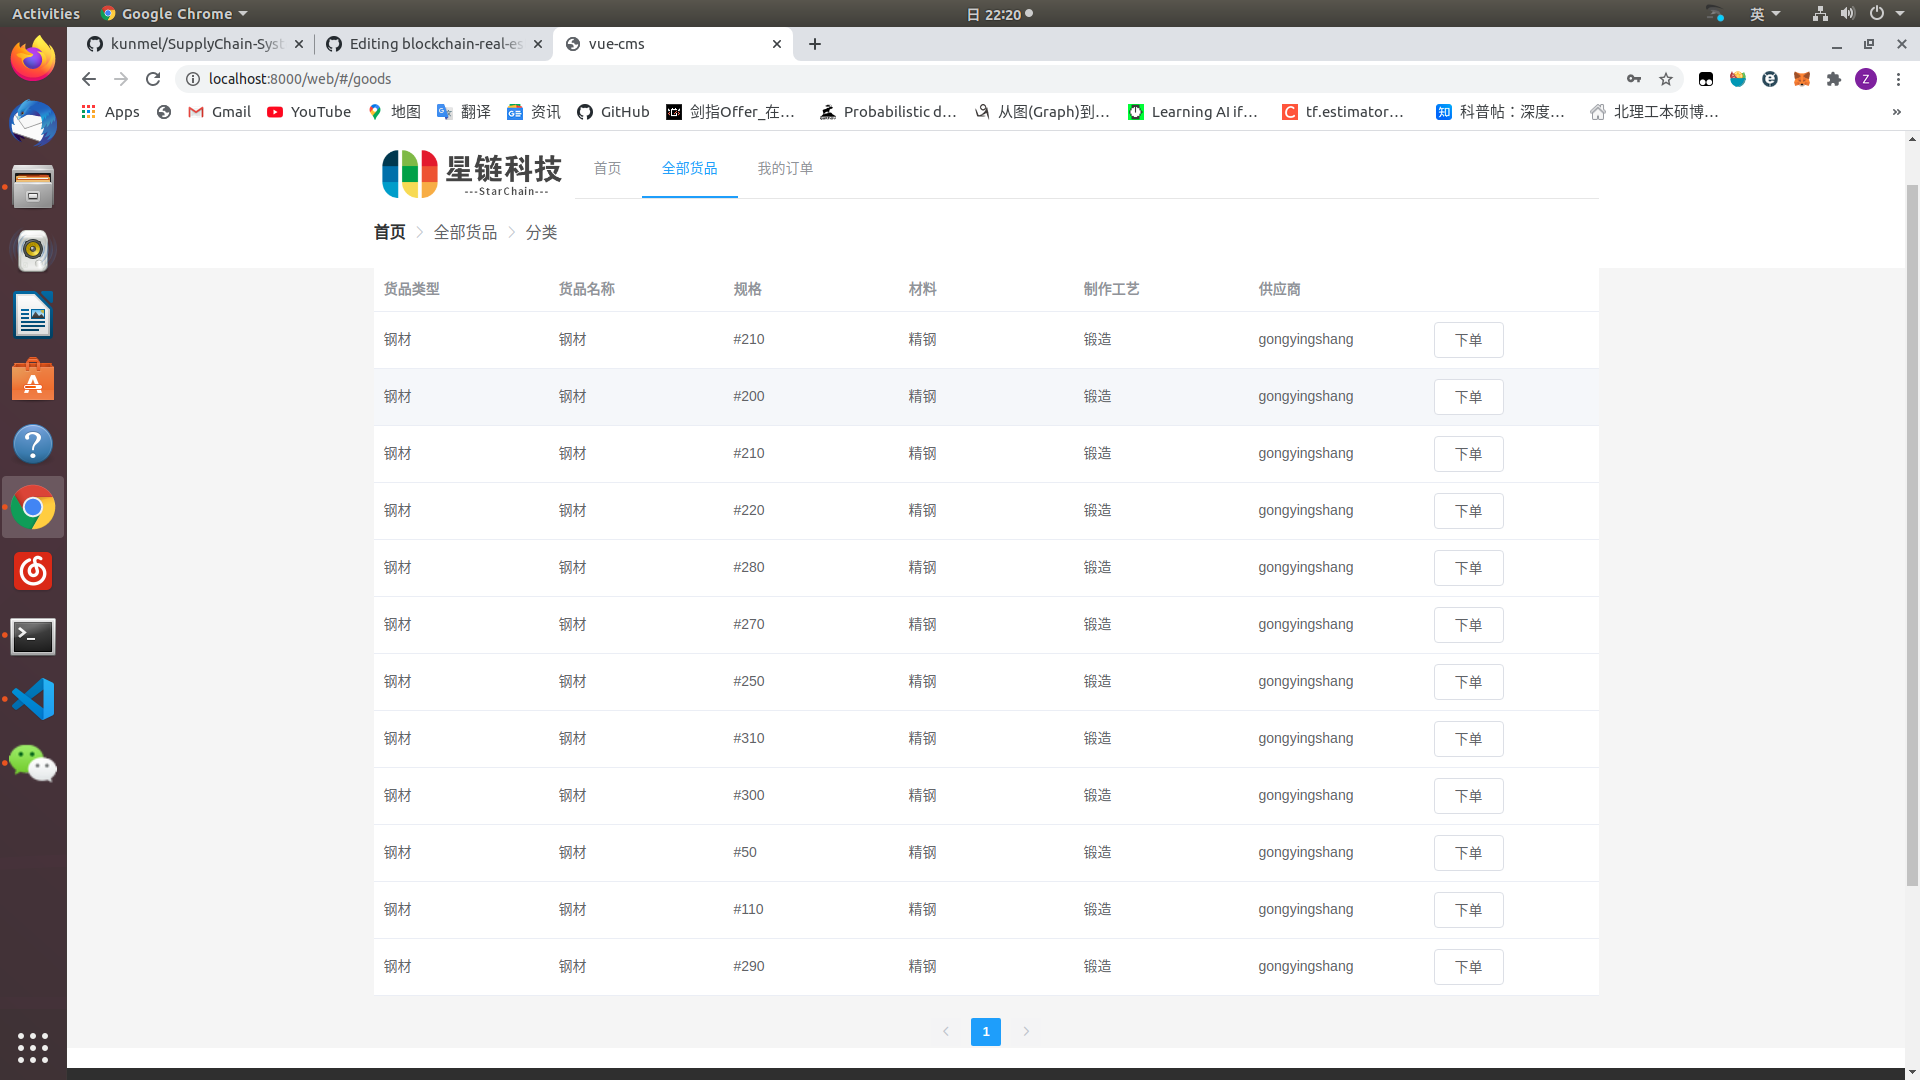 Activities Google Chrome 日 22:20 英
kunmel/SupplyChain-Syst Editing blockchain-real-es vue-cms
localhost:8000/web/#/goods Z
Apps Gmail YouTube 地图 翻译 资讯 GitHub 剑指Offer_在… Probabilistic d… 从图(Graph)到… Learning AI if… tf.estimator… 科普帖：深度… 北理工本硕博… »
星链科技 首页 全部货品 我的订单
---StarChain---
首页 全部货品 分类
货品类型 货品名称 规格 材料 制作工艺 供应商
钢材 钢材 #210 精钢 锻造 gongyingshang 下单
钢材 钢材 #200 精钢 锻造 gongyingshang 下单
钢材 钢材 #210 精钢 锻造 gongyingshang 下单
钢材 钢材 #220 精钢 锻造 gongyingshang 下单
钢材 钢材 #280 精钢 锻造 gongyingshang 下单
钢材 钢材 #270 精钢 锻造 gongyingshang 下单
钢材 钢材 #250 精钢 锻造 gongyingshang 下单
钢材 钢材 #310 精钢 锻造 gongyingshang 下单
钢材 钢材 #300 精钢 锻造 gongyingshang 下单
钢材 钢材 #50 精钢 锻造 gongyingshang 下单
钢材 钢材 #110 精钢 锻造 gongyingshang 下单
钢材 钢材 #290 精钢 锻造 gongyingshang 下单
1